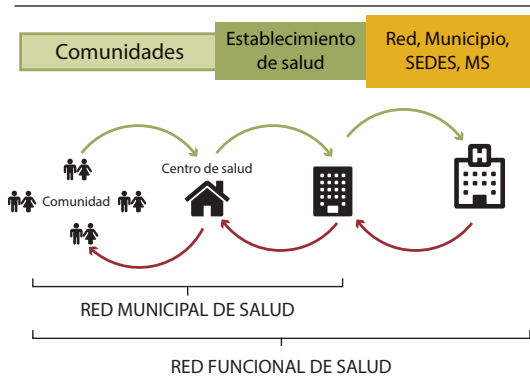 Comunidades
Establecimiento
de salud
Red, Municipio,
SEDES, MS
Centro de salud
Comunidad
H
RED MUNICIPAL DE SALUD
RED FUNCIONAL DE SALUD